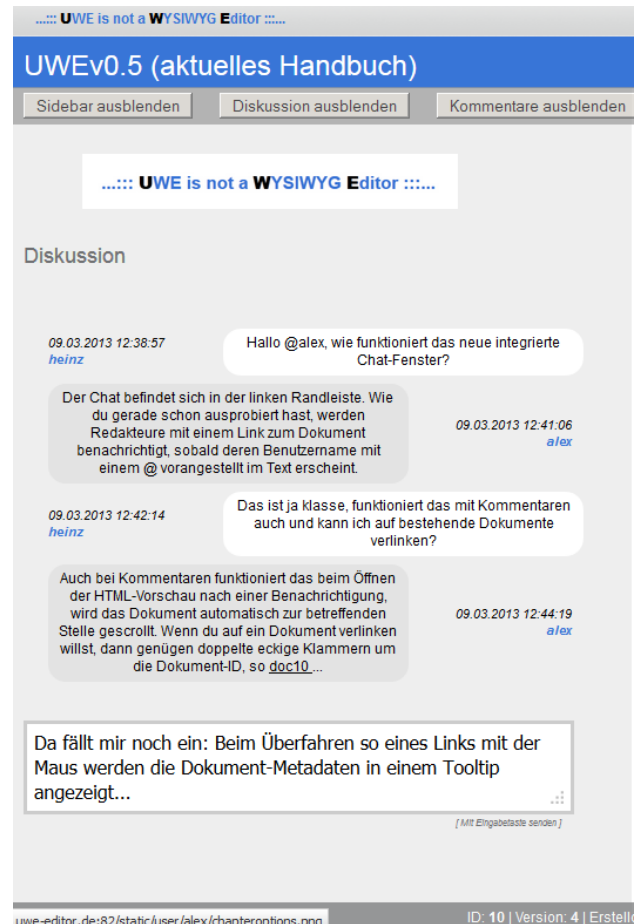 ...::: UWE is not a WYSIWYG Editor :::...
UWEv0.5 (aktuelles Handbuch)
Sidebar ausblenden Diskussion ausblenden Kommentare ausblenden
...::: UWE is not a WYSIWYG Editor :::...
Diskussion
09.03.2013 12:38:57
heinz
Hallo @alex, wie funktioniert das neue integrierte
Chat-Fenster?
Der Chat befindet sich in der linken Randleiste. Wie
du gerade schon ausprobiert hast, werden
Redakteure mit einem Link zum Dokument
benachrichtigt, sobald deren Benutzername mit
einem @ vorangestellt im Text erscheint.
09.03.2013 12:41:06
alex
09.03.2013 12:42:14
heinz
Das ist ja klasse, funktioniert das mit Kommentaren
auch und kann ich auf bestehende Dokumente
verlinken?
Auch bei Kommentaren funktioniert das beim Öffnen
der HTML-Vorschau nach einer Benachrichtigung,
wird das Dokument automatisch zur betreffenden
Stelle gescrollt. Wenn du auf ein Dokument verlinken
willst, dann genügen doppelte eckige Klammern um
die Dokument-ID, so doc10 ...
09.03.2013 12:44:19
alex
Da fällt mir noch ein: Beim Überfahren so eines Links mit der
Maus werden die Dokument-Metadaten in einem Tooltip
angezeigt...
[ Mit Eingabetaste senden ]
uwe-editor.de:82/static/user/alex/chapteroptions.png
ID: 10 | Version: 4 | Erstell